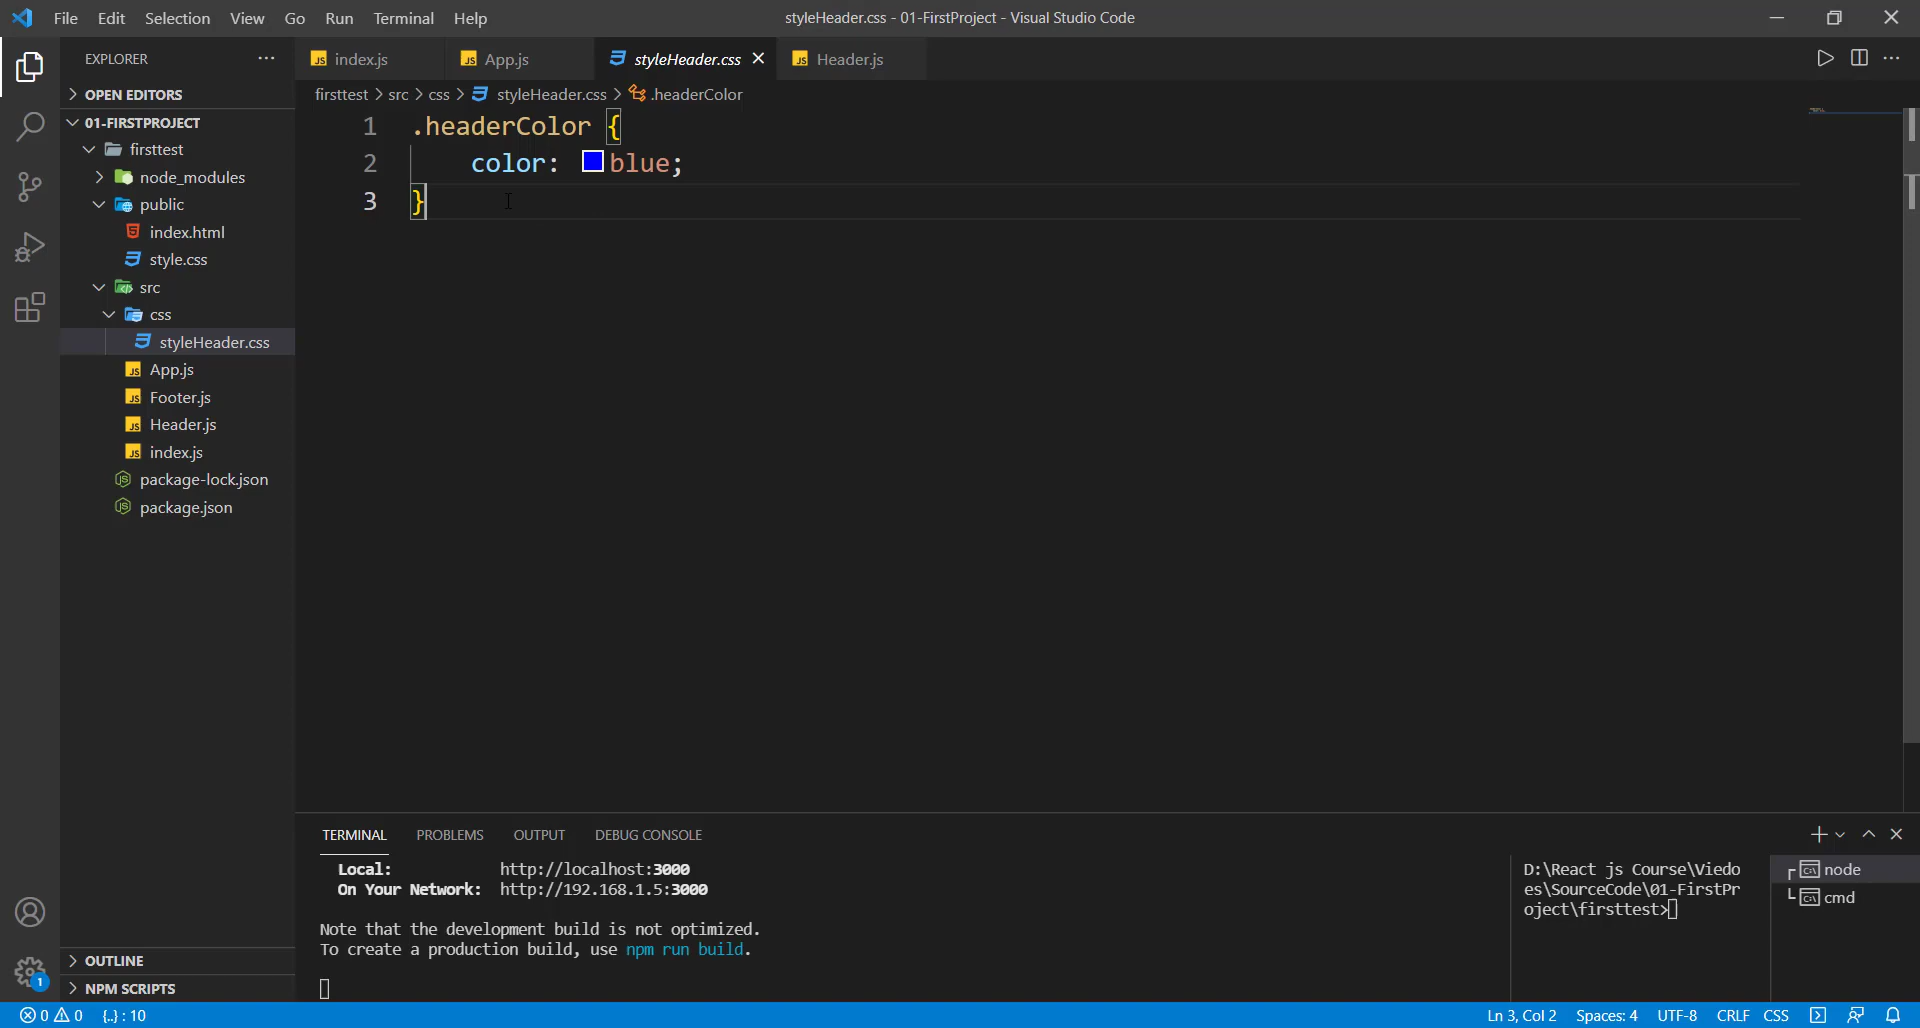 File Edit Selection View Go Run Terminal Help
styleHeader.css - 01-FirstProject - Visual Studio Code
EXPLORER
OPEN EDITORS
01-FIRSTPROJECT
firsttest
node_modules
public
index.html
style.css
src
css
styleHeader.css
App.js
Footer.js
Header.js
index.js
package-lock.json
package.json
OUTLINE
NPM SCRIPTS
index.js App.js styleHeader.css Header.js
firsttest > src > css > styleHeader.css > .headerColor
1 .headerColor {
2 color: blue;
3 }
TERMINAL PROBLEMS OUTPUT DEBUG CONSOLE
Local: http://localhost:3000
On Your Network: http://192.168.1.5:3000
Note that the development build is not optimized.
To create a production build, use npm run build.
D:\React js Course\Viedo
es\SourceCode\01-FirstPr
oject\firsttest>
node
cmd
1
0 0 {..} : 10
Ln 3, Col 2 Spaces: 4 UTF-8 CRLF CSS